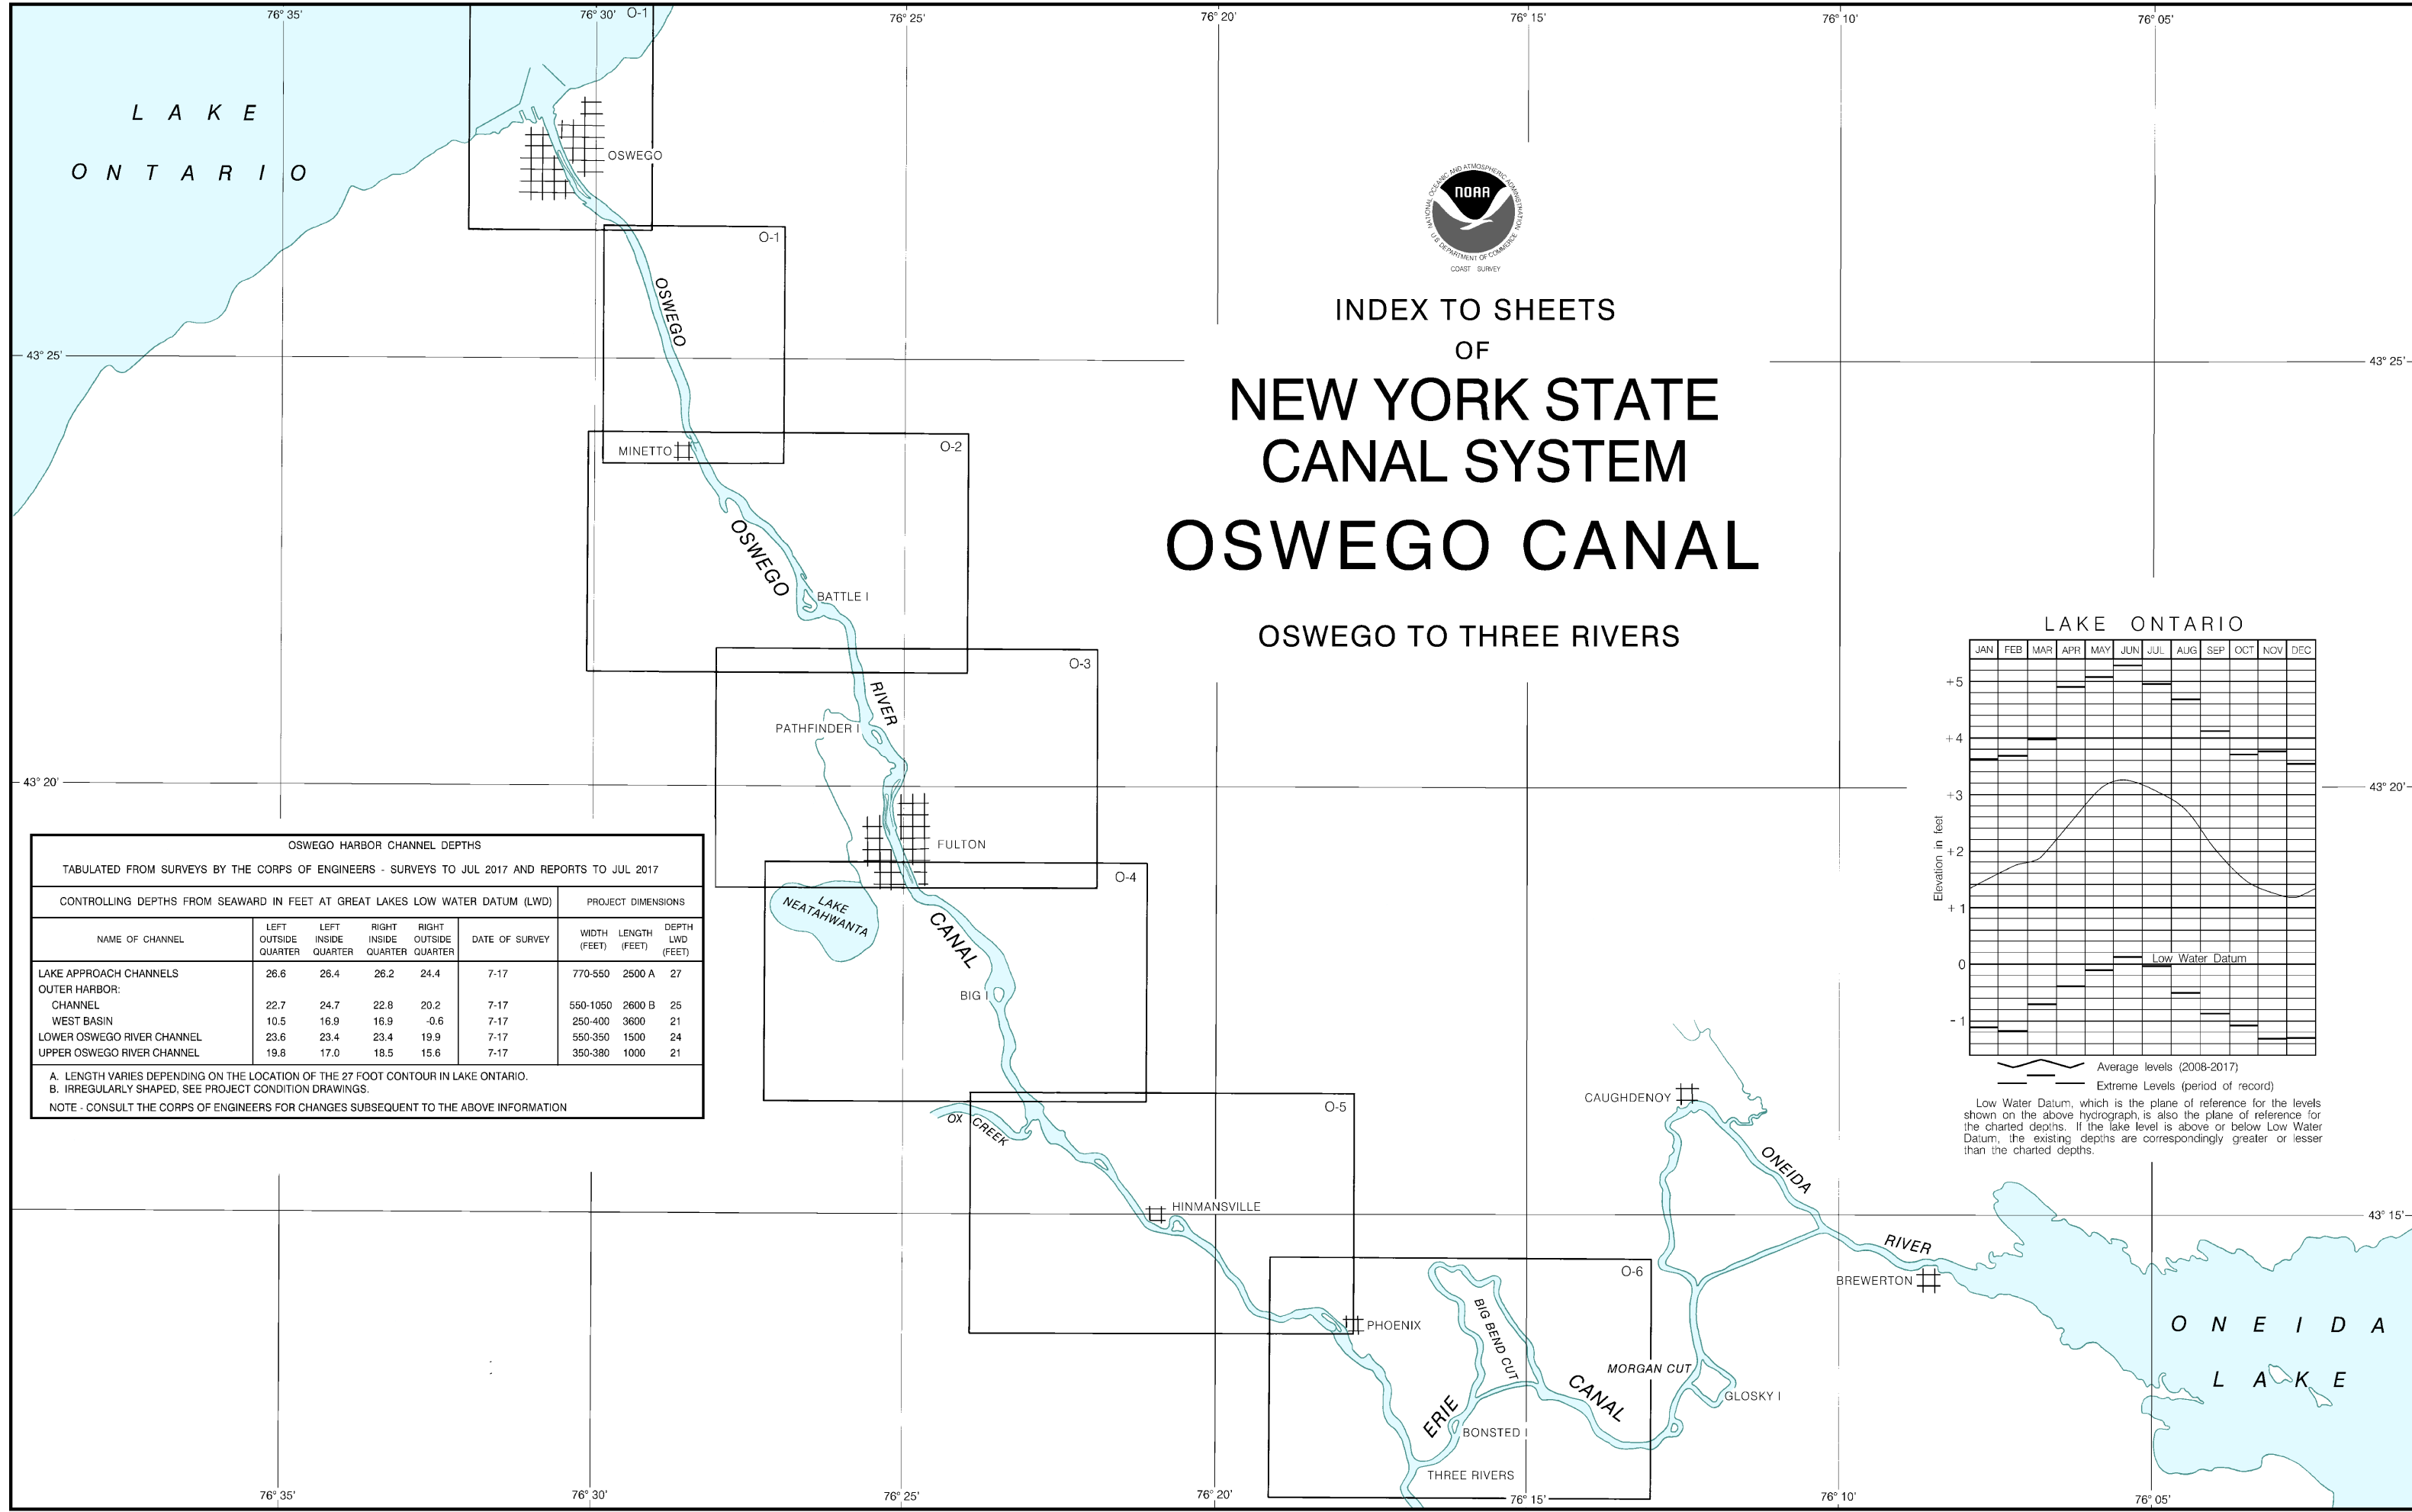 76° 35'
76° 30'
O-1
76° 25'
76° 20'
76° 15'
76° 10'
76° 05'
LAKE
ONTARIO
OSWEGO
O-1
OSWEGO
NATIONAL OCEANIC AND ATMOSPHERIC ADMINISTRATION
NOAA
U.S. DEPARTMENT OF COMMERCE
COAST SURVEY
INDEX TO SHEETS
OF
NEW YORK STATE
CANAL SYSTEM
OSWEGO CANAL
OSWEGO TO THREE RIVERS
43° 25'
43° 25'
MINETTO
O-2
OSWEGO
BATTLE I
O-3
RIVER
PATHFINDER I
43° 20'
43° 20'
FULTON
O-4
LAKE
NEATAHWANTA
CANAL
BIG I
OX CREEK
O-5
HINMANSVILLE
O-6
PHOENIX
BIG BEND CUT
ERIE
CANAL
BONSTED I
THREE RIVERS
MORGAN CUT
GLOSKY I
CAUGHDENOY
ONEIDA
RIVER
BREWERTON
43° 15'
ONEIDA
LAKE
OSWEGO HARBOR CHANNEL DEPTHS
TABULATED FROM SURVEYS BY THE CORPS OF ENGINEERS - SURVEYS TO JUL 2017 AND REPORTS TO JUL 2017
CONTROLLING DEPTHS FROM SEAWARD IN FEET AT GREAT LAKES LOW WATER DATUM (LWD) PROJECT DIMENSIONS
NAME OF CHANNEL LEFT OUTSIDE QUARTER LEFT INSIDE QUARTER RIGHT INSIDE QUARTER RIGHT OUTSIDE QUARTER DATE OF SURVEY WIDTH (FEET) LENGTH (FEET) DEPTH LWD (FEET)
LAKE APPROACH CHANNELS 26.6 26.4 26.2 24.4 7-17 770-550 2500 A 27
OUTER HARBOR:
CHANNEL 22.7 24.7 22.8 20.2 7-17 550-1050 2600 B 25
WEST BASIN 10.5 16.9 16.9 -0.6 7-17 250-400 3600 21
LOWER OSWEGO RIVER CHANNEL 23.6 23.4 23.4 19.9 7-17 550-350 1500 24
UPPER OSWEGO RIVER CHANNEL 19.8 17.0 18.5 15.6 7-17 350-380 1000 21
A. LENGTH VARIES DEPENDING ON THE LOCATION OF THE 27 FOOT CONTOUR IN LAKE ONTARIO.
B. IRREGULARLY SHAPED, SEE PROJECT CONDITION DRAWINGS.
NOTE - CONSULT THE CORPS OF ENGINEERS FOR CHANGES SUBSEQUENT TO THE ABOVE INFORMATION
LAKE ONTARIO
JAN FEB MAR APR MAY JUN JUL AUG SEP OCT NOV DEC
+5
+4
+3
+2
+1
0
-1
Elevation in feet
Low Water Datum
Average levels (2008-2017)
Extreme Levels (period of record)
Low Water Datum, which is the plane of reference for the levels
shown on the above hydrograph, is also the plane of reference for
the charted depths. If the lake level is above or below Low Water
Datum, the existing depths are correspondingly greater or lesser
than the charted depths.
76° 35'
76° 30'
76° 25'
76° 20'
76° 15'
76° 10'
76° 05'